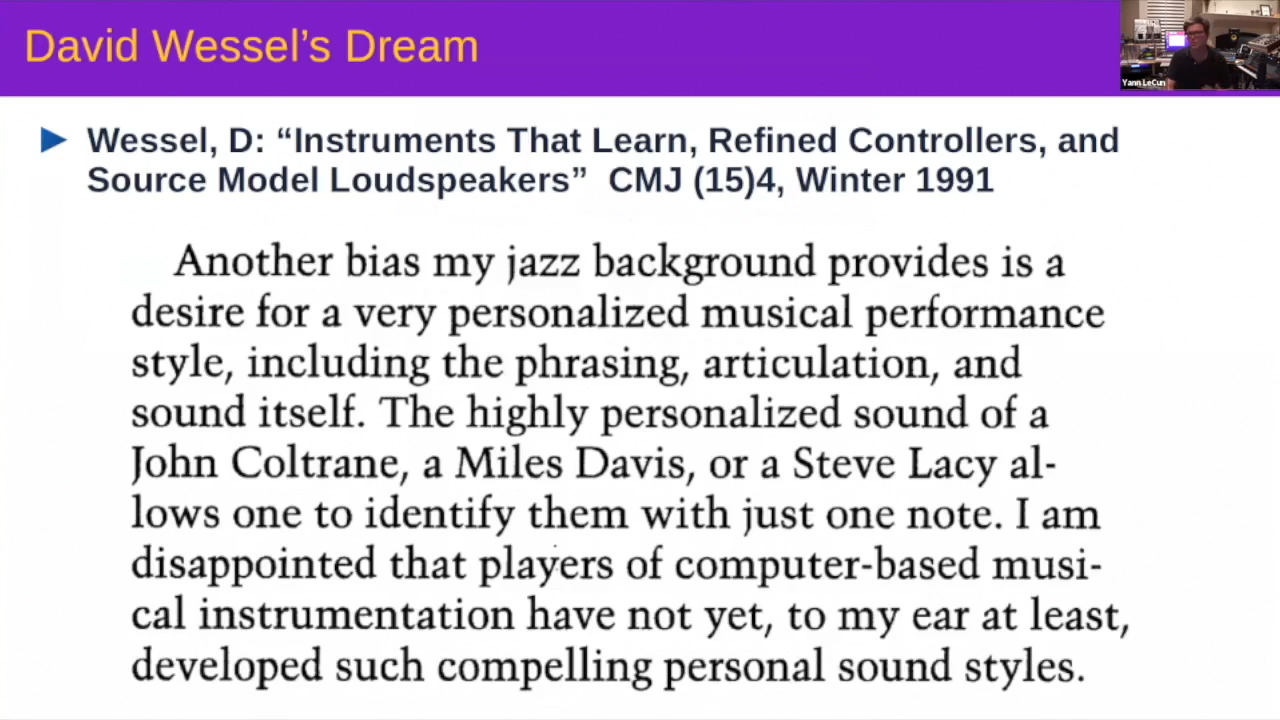 David Wessel’s Dream
Yann LeCun
Wessel, D: “Instruments That Learn, Refined Controllers, and
Source Model Loudspeakers” CMJ (15)4, Winter 1991
Another bias my jazz background provides is a
desire for a very personalized musical performance
style, including the phrasing, articulation, and
sound itself. The highly personalized sound of a
John Coltrane, a Miles Davis, or a Steve Lacy al-
lows one to identify them with just one note. I am
disappointed that players of computer-based musi-
cal instrumentation have not yet, to my ear at least,
developed such compelling personal sound styles.